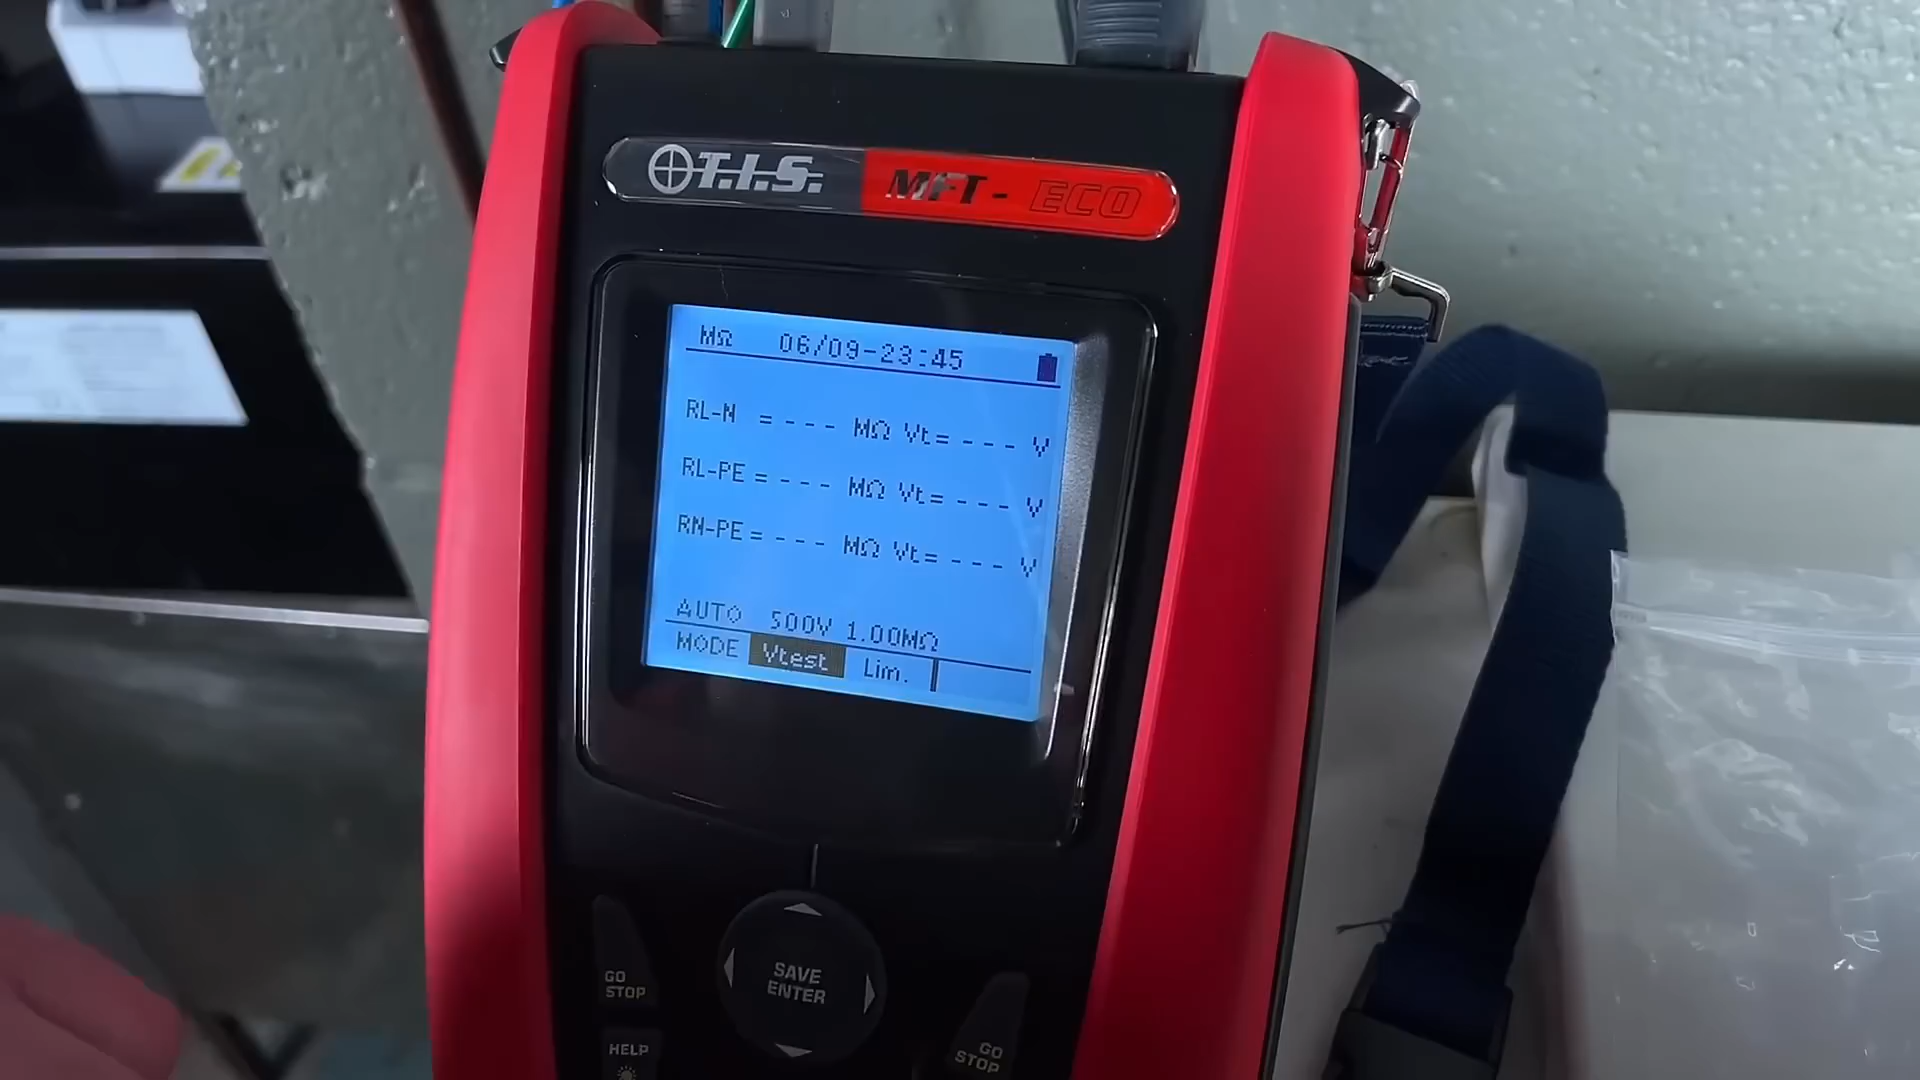 T.I.S. MFT - ECO
MΩ 06/09-23:45
RL-N = - - - MΩ Vt= - - - V
RL-PE = - - - MΩ Vt= - - - V
RN-PE = - - - MΩ Vt= - - - V
AUTO 500V 1.00MΩ
MODE Vtest Lim.
GO
STOP
SAVE
ENTER
GO
STOP
HELP